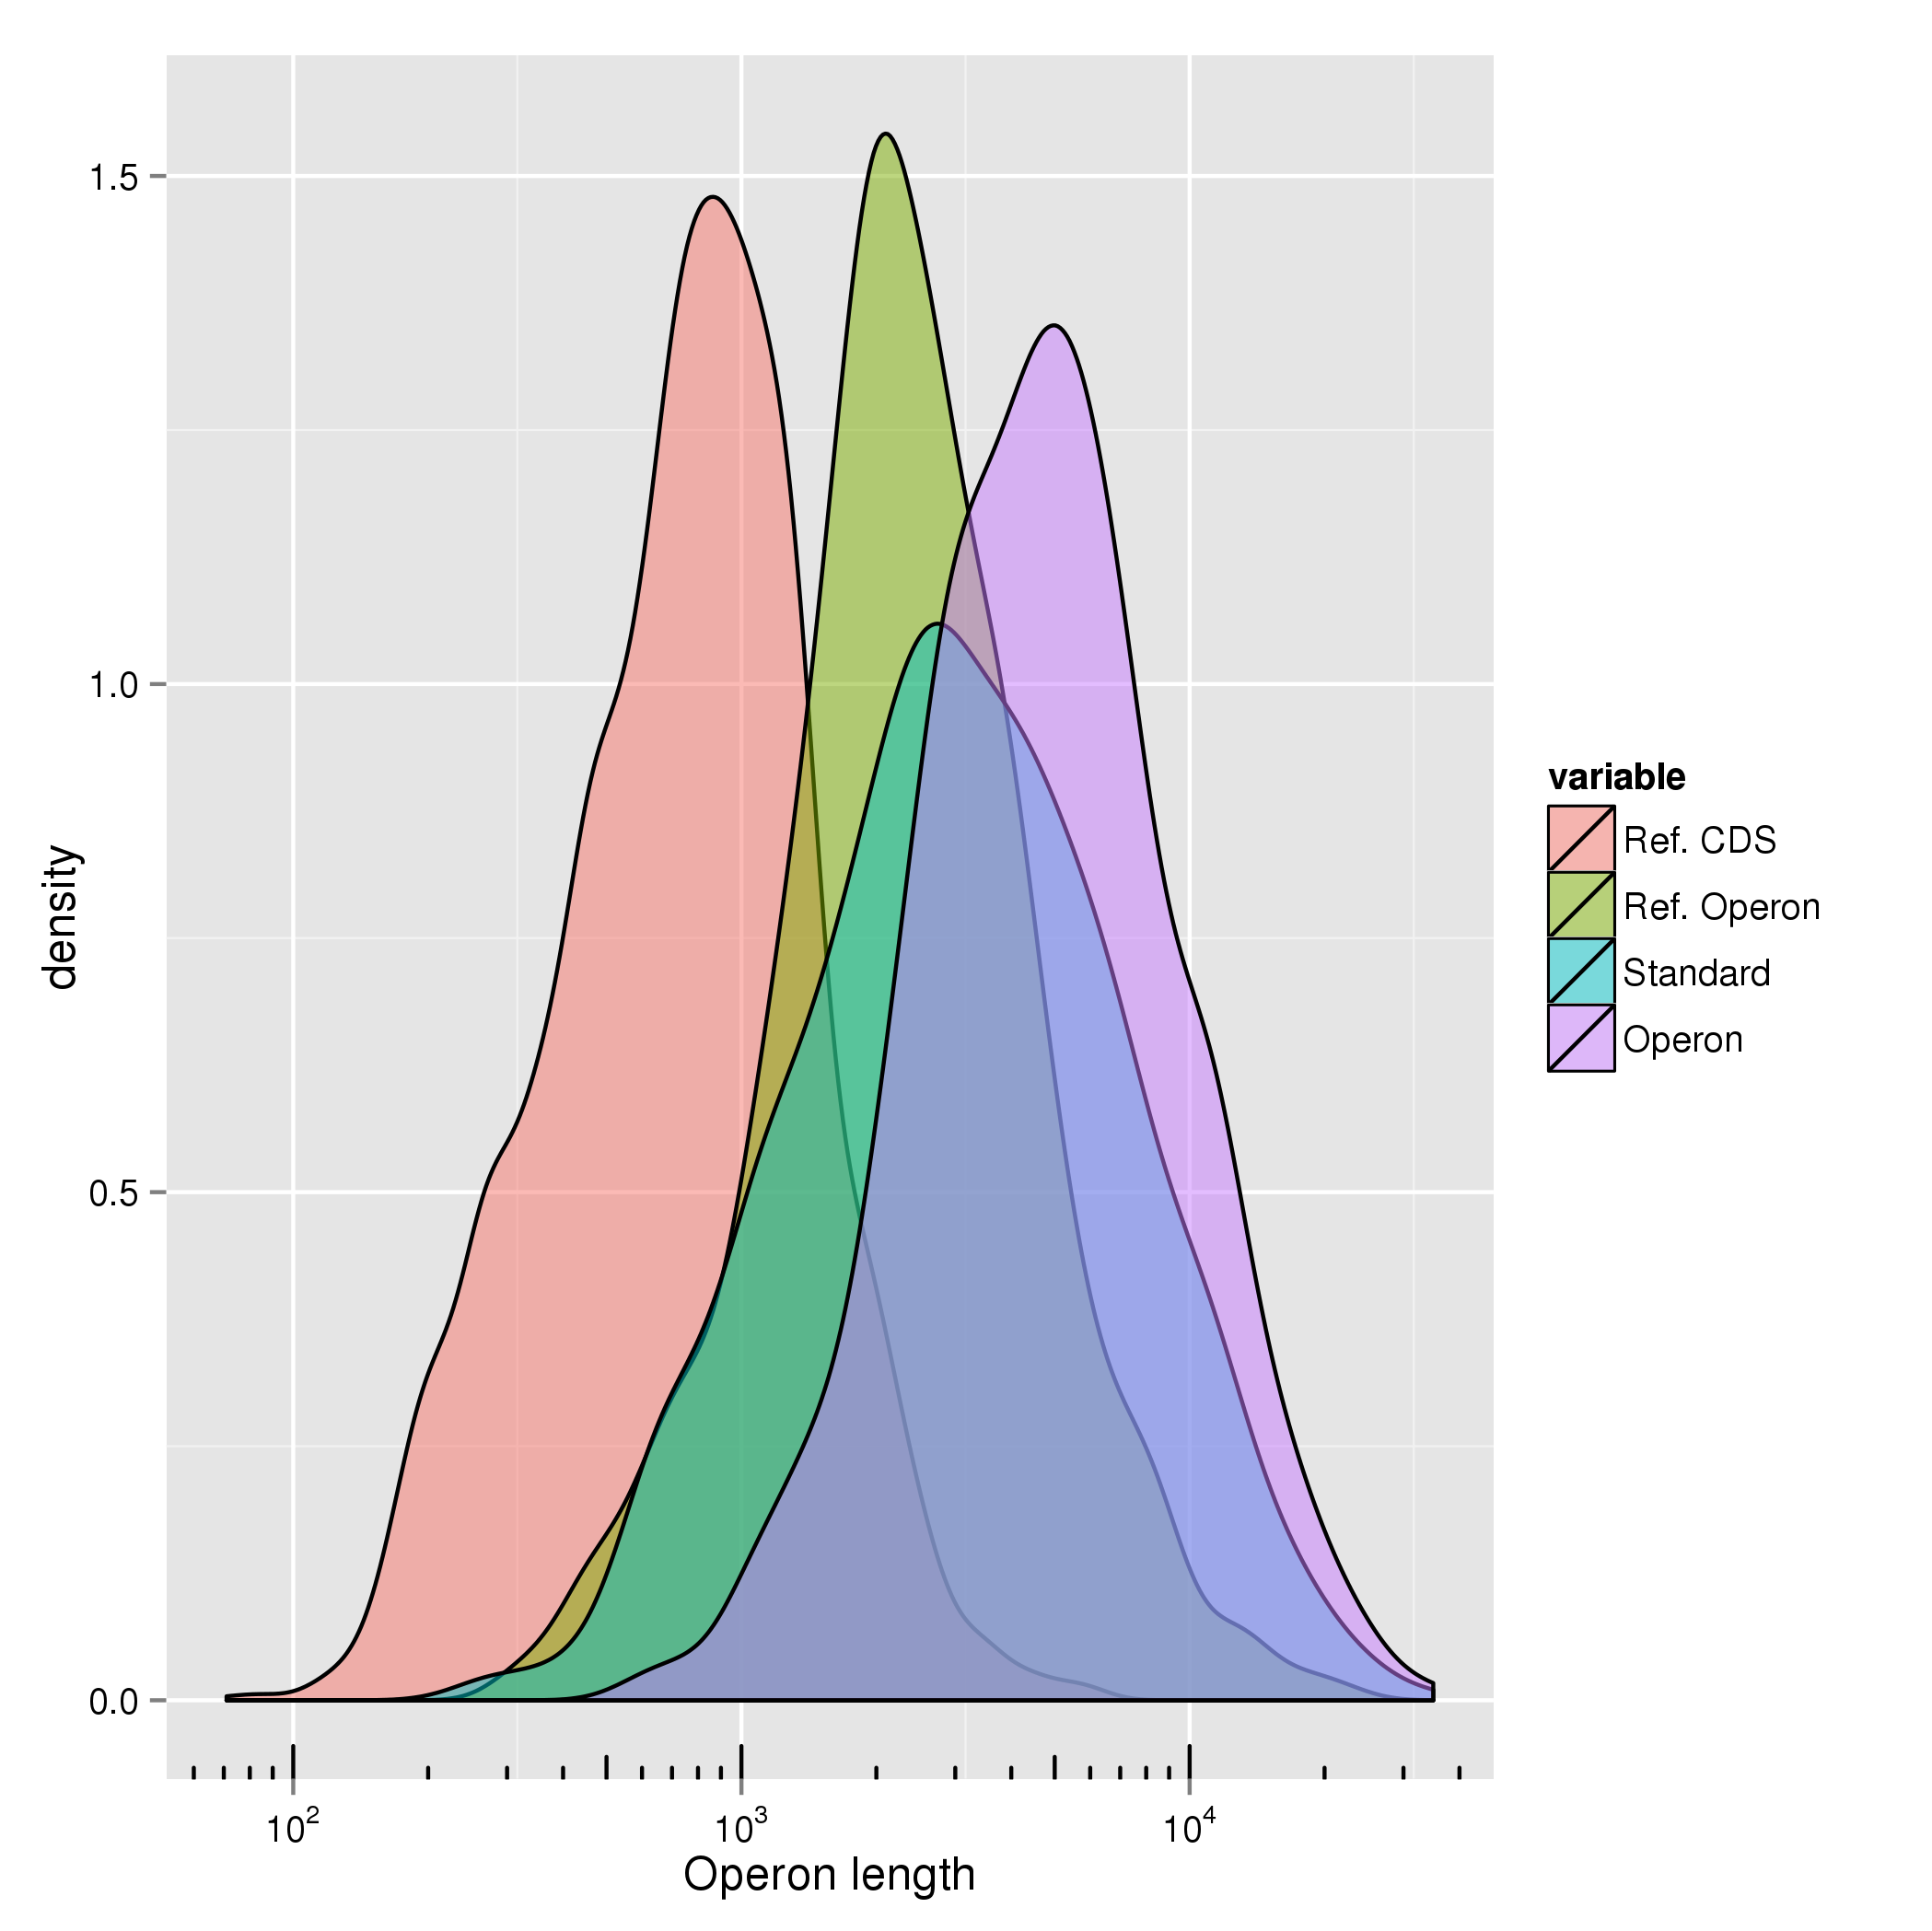 1.5
1.0
0.5
0.0
density
10²
10³
10⁴
Operon length
variable
Ref. CDS
Ref. Operon
Standard
Operon